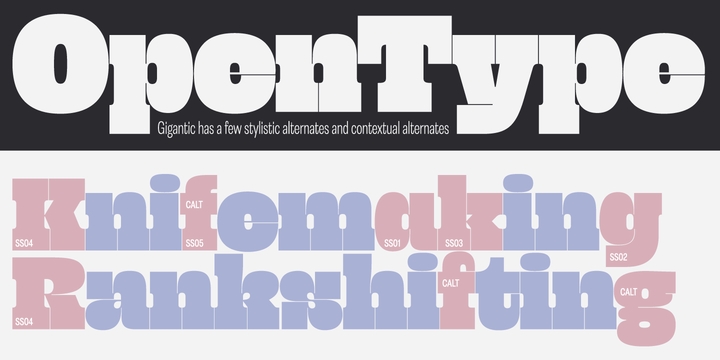 OpenType
Gigantic has a few stylistic alternates and contextual alternates
Knifemaking
CALT
SS04 SS05 SS01 SS03 SS02
Rankshifting
CALT CALT
SS04